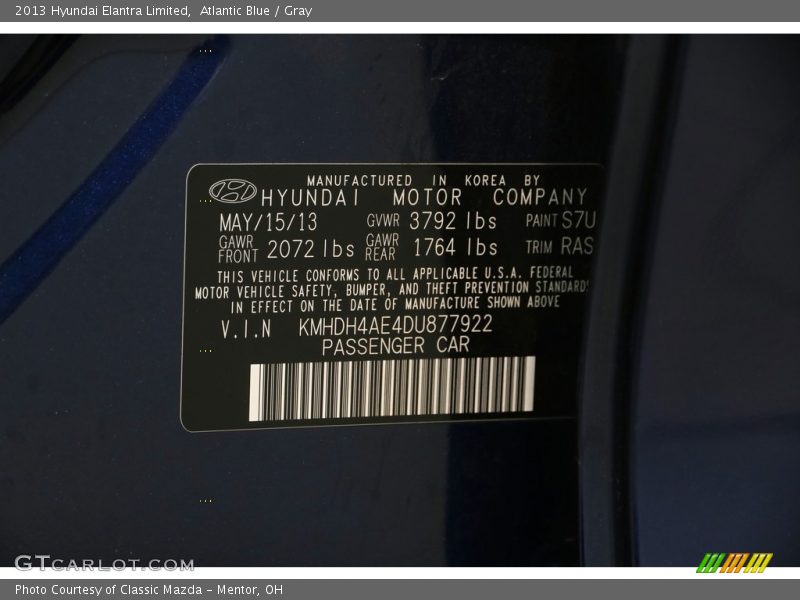 2013 Hyundai Elantra Limited, Atlantic Blue / Gray
MANUFACTURED IN KOREA BY
HYUNDAI MOTOR COMPANY
MAY/15/13 GVWR 3792 lbs PAINT S7U
GAWR FRONT 2072 lbs GAWR REAR 1764 lbs TRIM RAS
THIS VEHICLE CONFORMS TO ALL APPLICABLE U.S.A. FEDERAL
MOTOR VEHICLE SAFETY, BUMPER, AND THEFT PREVENTION STANDARDS
IN EFFECT ON THE DATE OF MANUFACTURE SHOWN ABOVE
V.I.N KMHDH4AE4DU877922
PASSENGER CAR
GTCARLOT.COM
Photo Courtesy of Classic Mazda - Mentor, OH